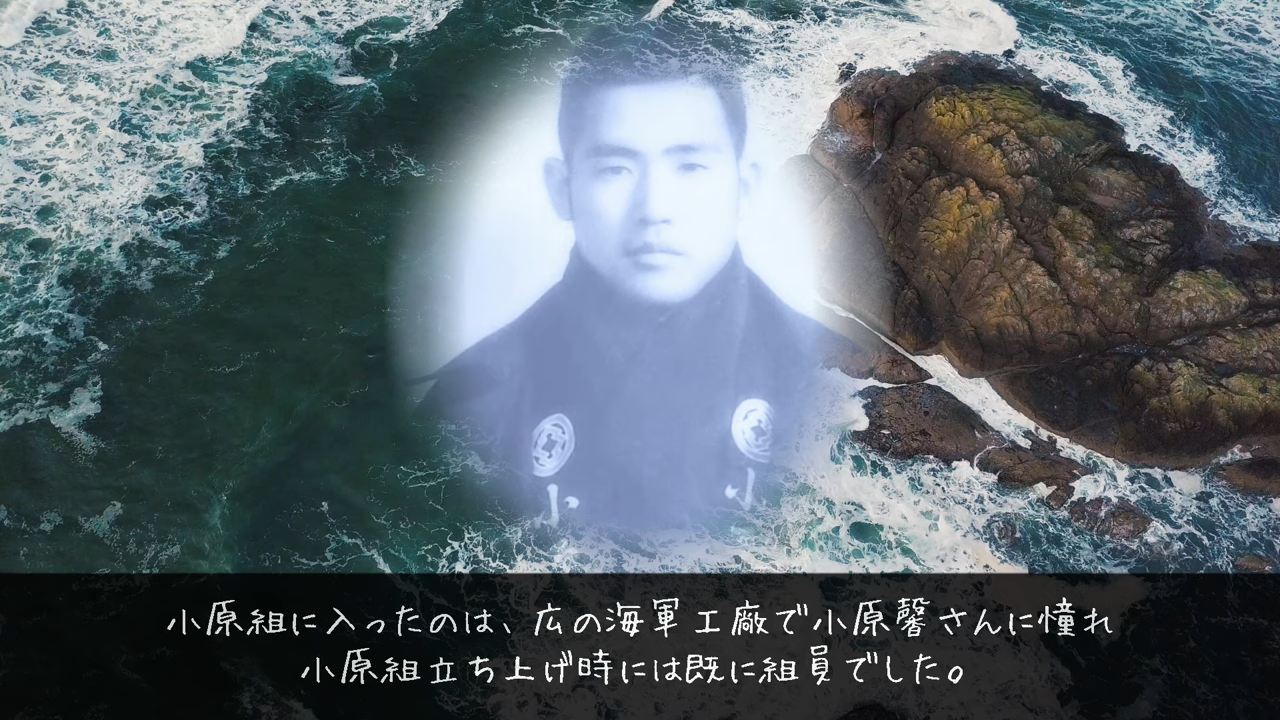 小
小原組に入ったのは、広の海軍工廠で小原馨さんに憧れ
小原組立ち上げ時には既に組員でした。